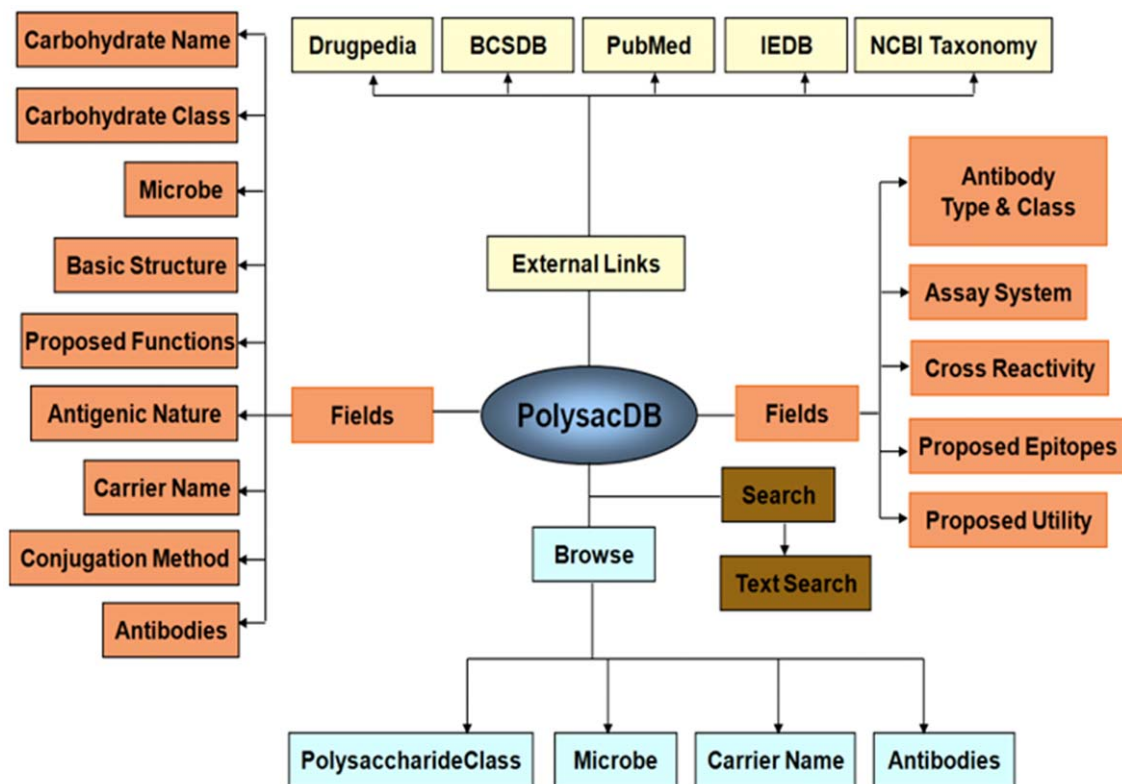 Carbohydrate Name
Carbohydrate Class
Microbe
Basic Structure
Proposed Functions
Antigenic Nature
Carrier Name
Conjugation Method
Antibodies
Fields
Drugpedia
BCSDB
PubMed
IEDB
NCBI Taxonomy
External Links
PolysacDB
Fields
Antibody
Type & Class
Assay System
Cross Reactivity
Proposed Epitopes
Proposed Utility
Search
Text Search
Browse
PolysaccharideClass
Microbe
Carrier Name
Antibodies